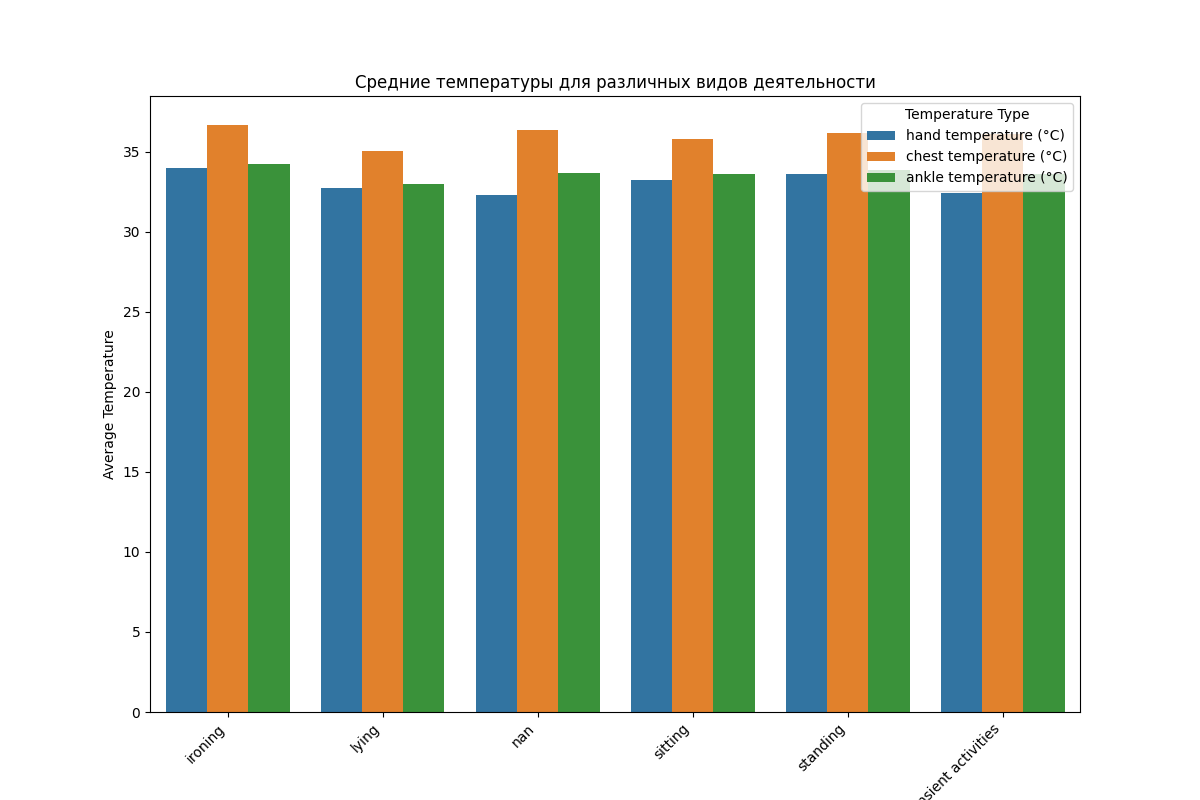 Средние температуры для различных видов деятельности
Temperature Type
hand temperature (°C)
chest temperature (°C)
ankle temperature (°C)
Average Temperature
35
30
25
20
15
10
5
0
ironing
lying
nan
sitting
standing
activities